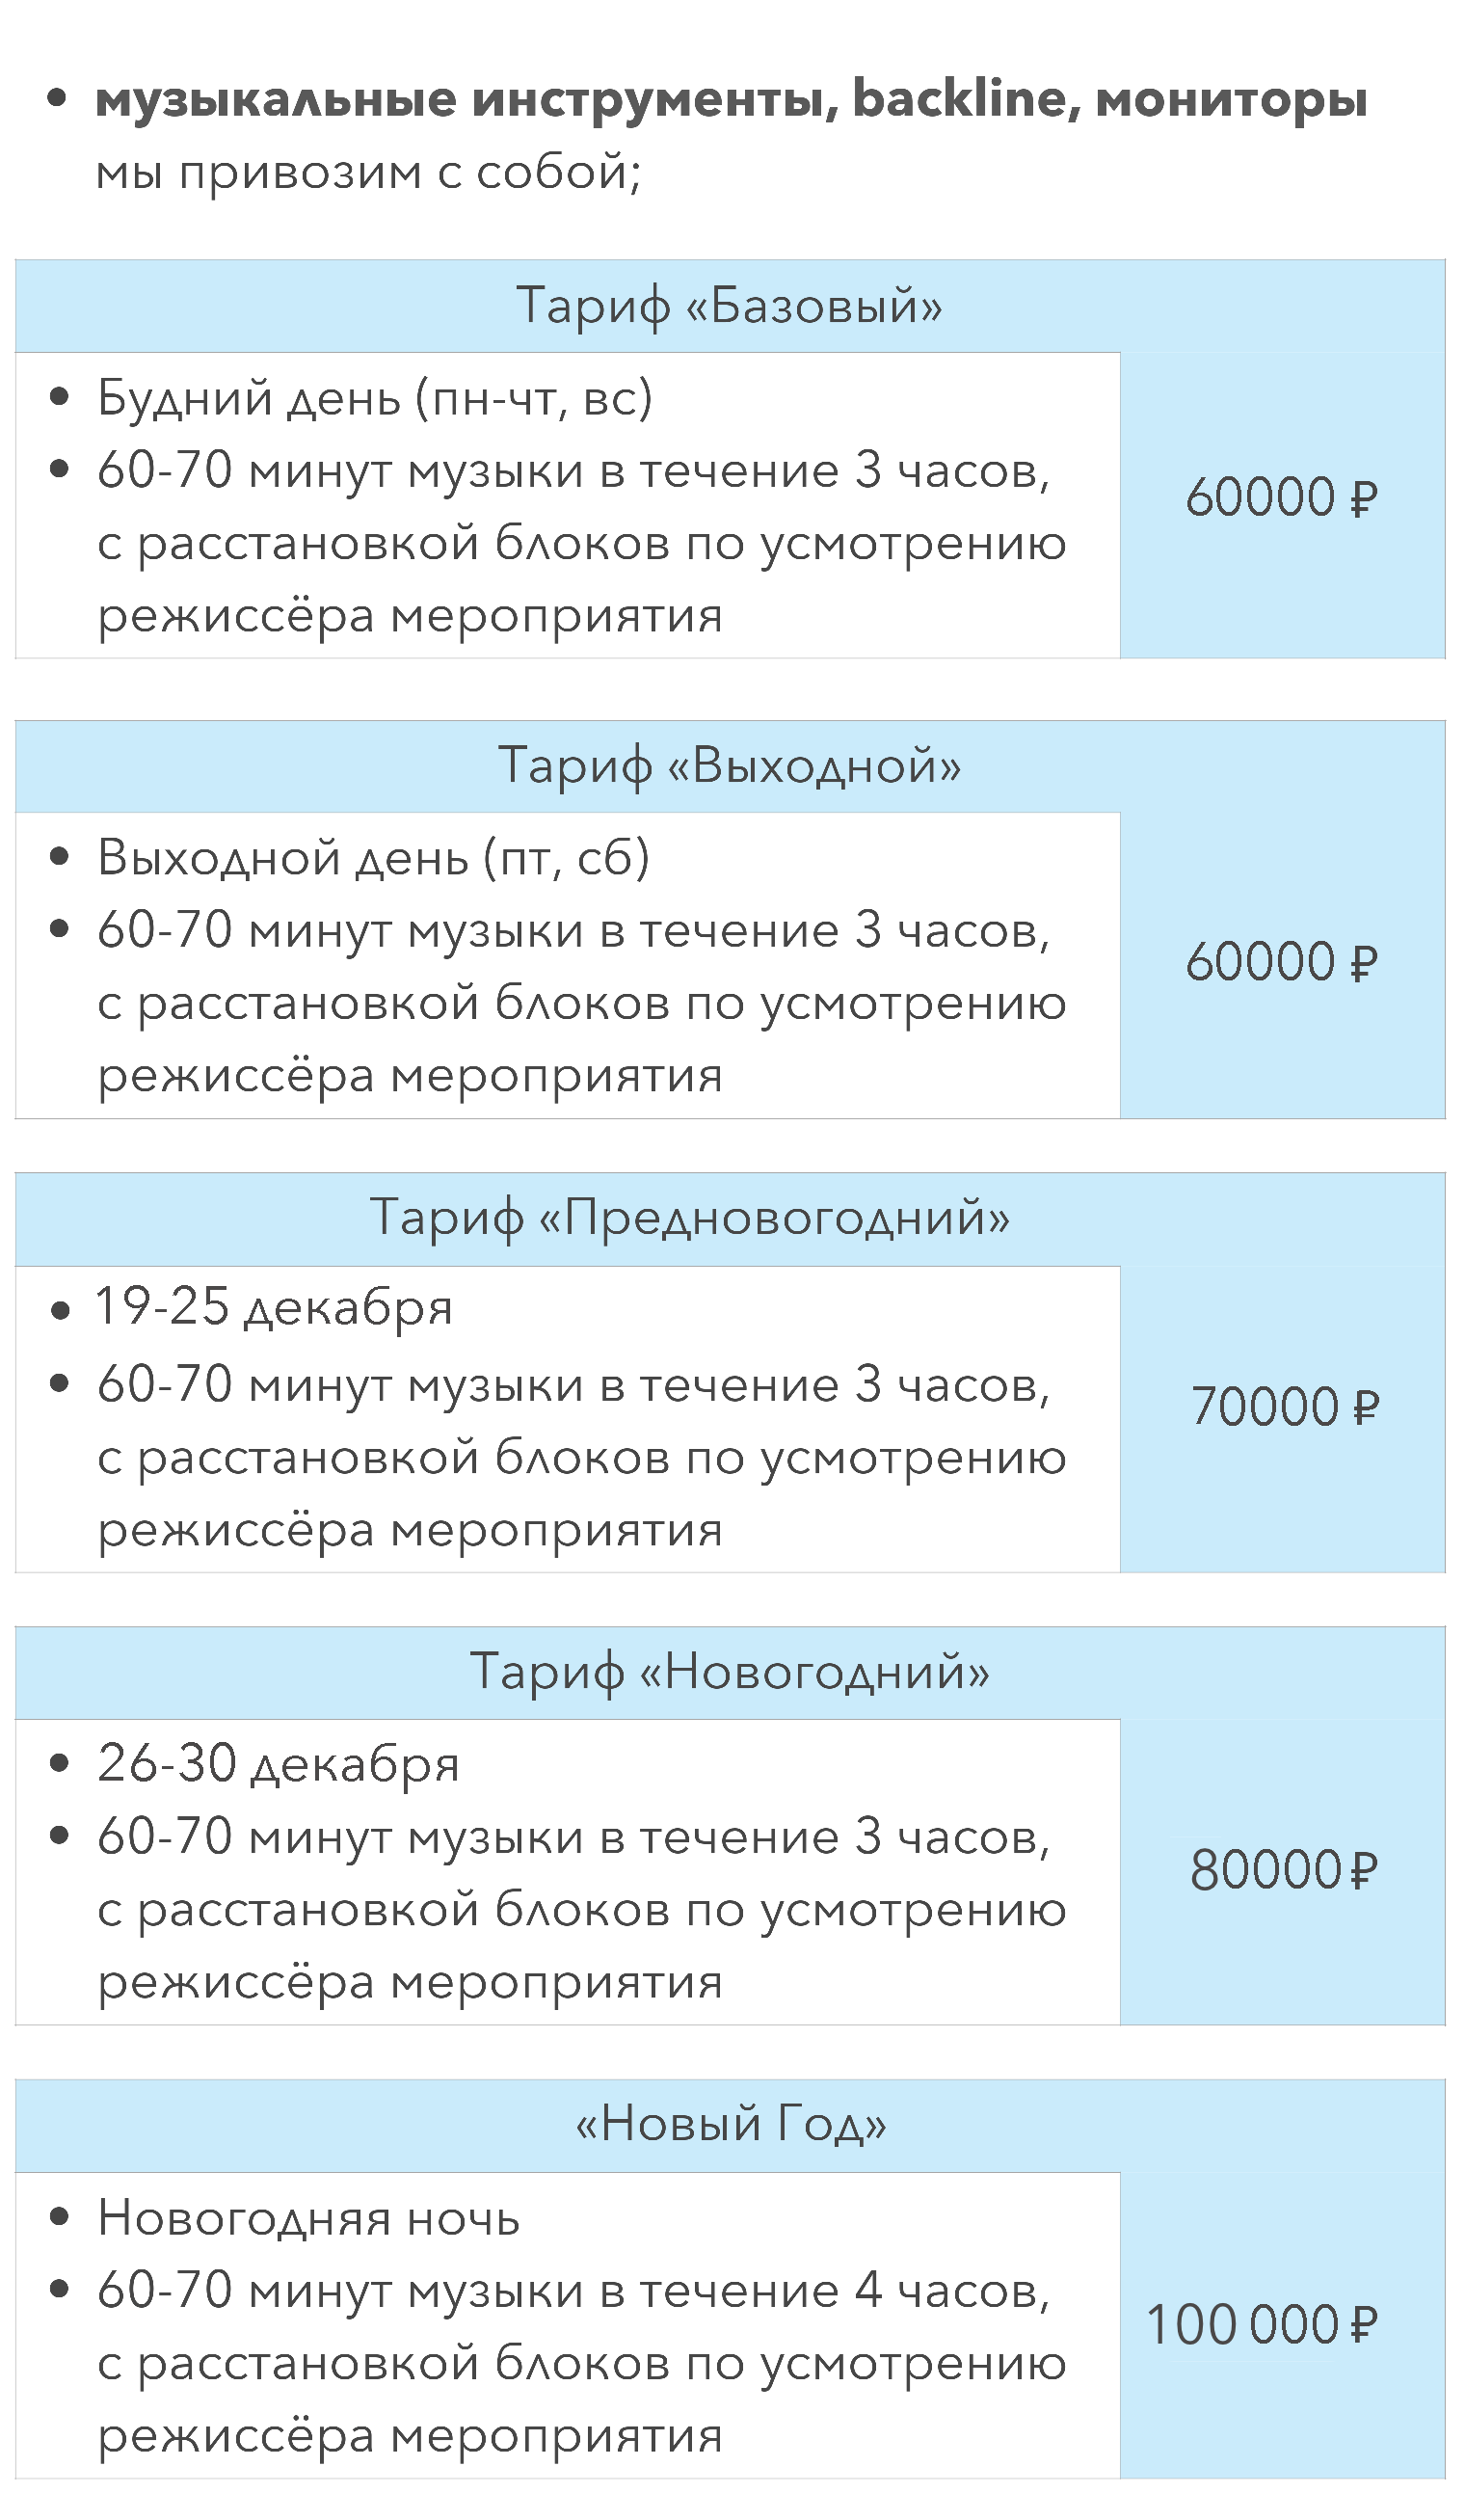 • музыкальные инструменты, backline, мониторы
мы привозим с собой;
Тариф «Базовый»
• Будний день (пн-чт, вс)
• 60-70 минут музыки в течение 3 часов,
с расстановкой блоков по усмотрению
режиссёра мероприятия
60000 ₽
Тариф «Выходной»
• Выходной день (пт, сб)
• 60-70 минут музыки в течение 3 часов,
с расстановкой блоков по усмотрению
режиссёра мероприятия
60000 ₽
Тариф «Предновогодний»
• 19-25 декабря
• 60-70 минут музыки в течение 3 часов,
с расстановкой блоков по усмотрению
режиссёра мероприятия
70000 ₽
Тариф «Новогодний»
• 26-30 декабря
• 60-70 минут музыки в течение 3 часов,
с расстановкой блоков по усмотрению
режиссёра мероприятия
80000 ₽
«Новый Год»
• Новогодняя ночь
• 60-70 минут музыки в течение 4 часов,
с расстановкой блоков по усмотрению
режиссёра мероприятия
100 000 ₽